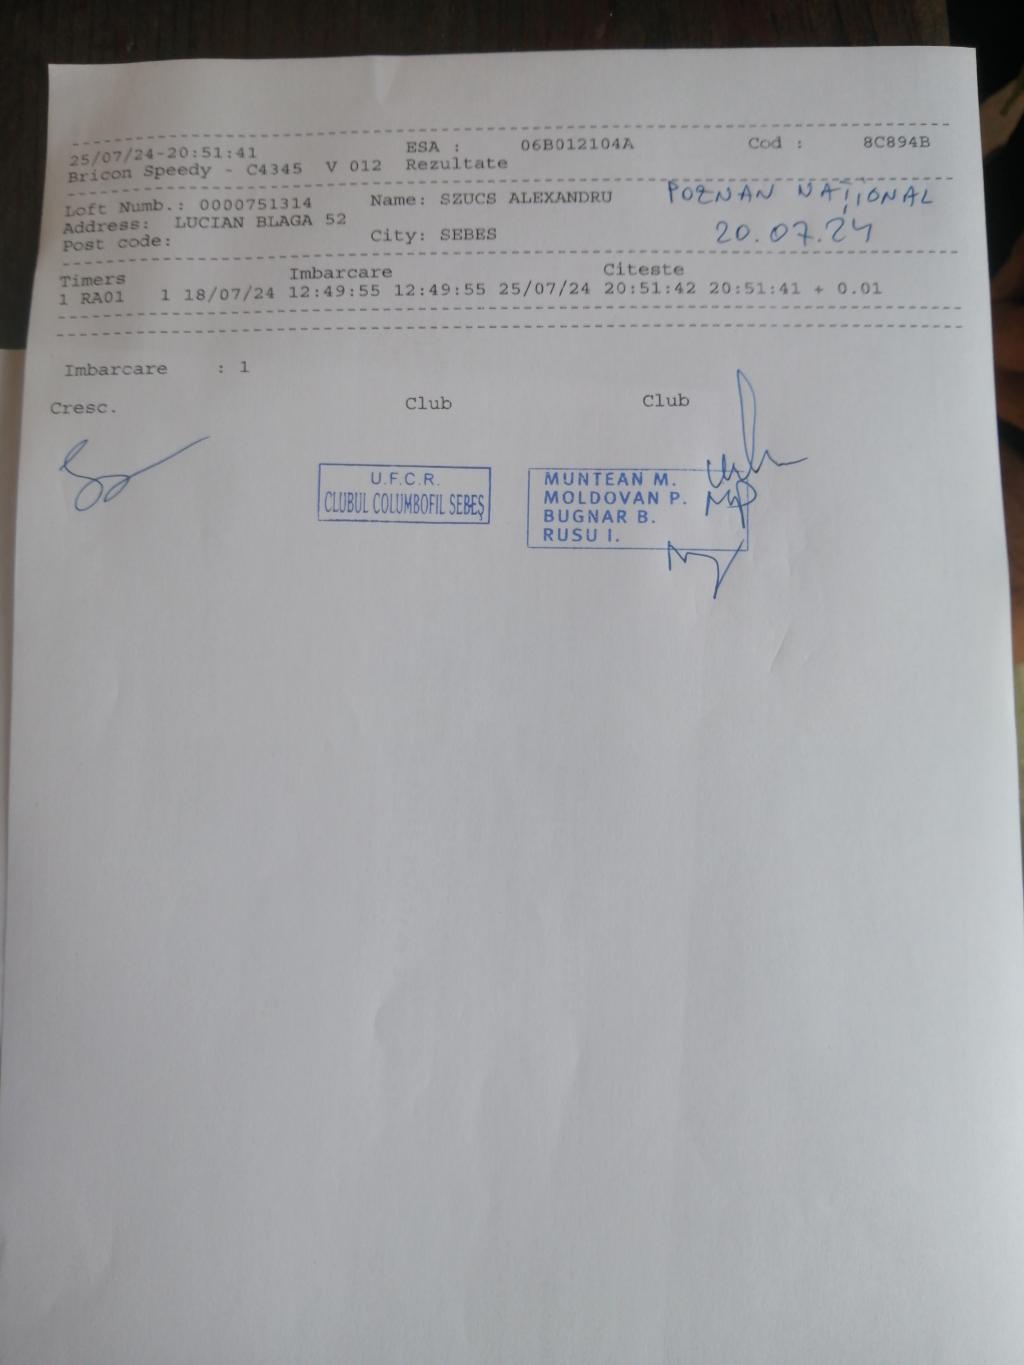 25/07/24-20:51:41 ESA : 06B012104A Cod : 8C894B
Bricon Speedy - C4345 V 012 Rezultate
Loft Numb.: 0000751314 Name: SZUCS ALEXANDRU POZNAN NAȚIONAL
Address: LUCIAN BLAGA 52
Post code: City: SEBES 20.07.24
Timers Imbarcare Citeste
1 RA01 1 18/07/24 12:49:55 12:49:55 25/07/24 20:51:42 20:51:41 + 0.01
Imbarcare : 1
Cresc. Club Club
U.F.C.R.
CLUBUL COLUMBOFIL SEBEȘ
MUNTEAN M.
MOLDOVAN P.
BUGNAR B.
RUSU I.